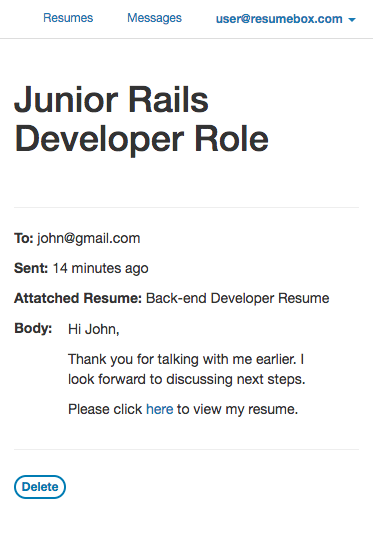 Resumes Messages user@resumebox.com
Junior Rails
Developer Role
To: john@gmail.com
Sent: 14 minutes ago
Attatched Resume: Back-end Developer Resume
Body: Hi John,
Thank you for talking with me earlier. I
look forward to discussing next steps.
Please click here to view my resume.
Delete